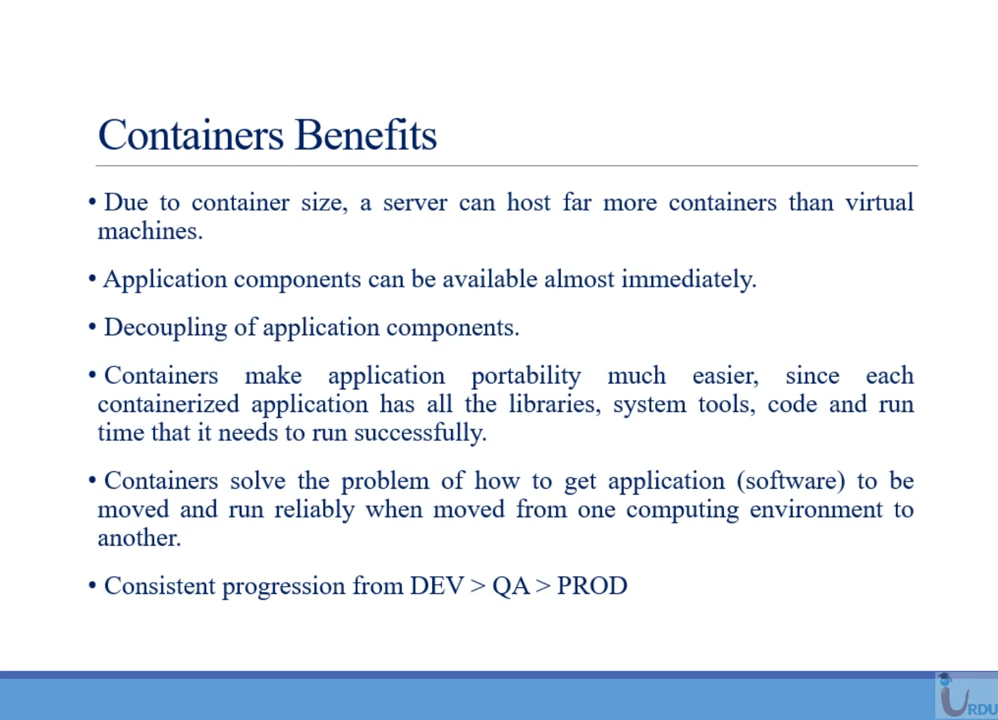 Containers Benefits
• Due to container size, a server can host far more containers than virtual
machines.
• Application components can be available almost immediately.
• Decoupling of application components.
• Containers make application portability much easier, since each
containerized application has all the libraries, system tools, code and run
time that it needs to run successfully.
• Containers solve the problem of how to get application (software) to be
moved and run reliably when moved from one computing environment to
another.
• Consistent progression from DEV > QA > PROD
iURDU